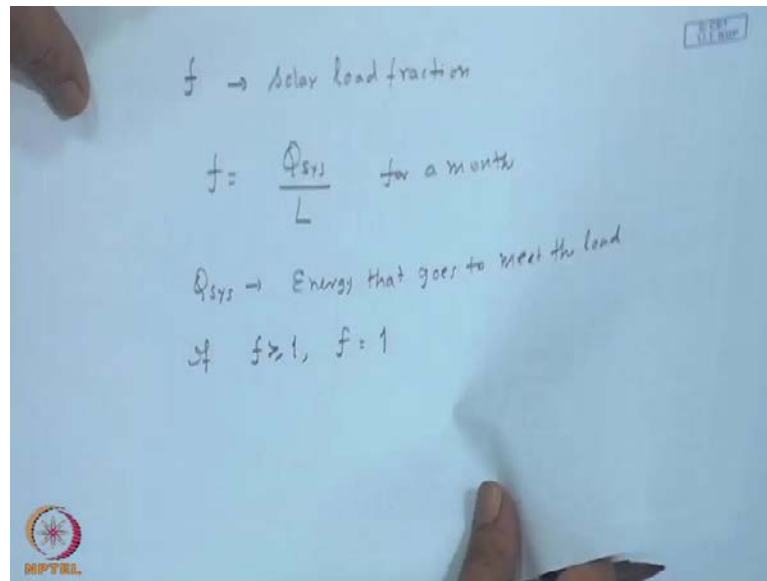 f → Solar load fraction
f = Qsys / L for a month
Qsys → Energy that goes to meet the load
If f ≥ 1, f = 1
NPTEL